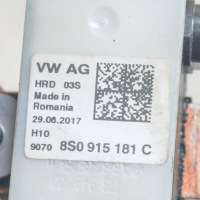 VW AG
HRD 03S
Made in
Romania
29.06.2017
H10
9070 8S0 915 181 C